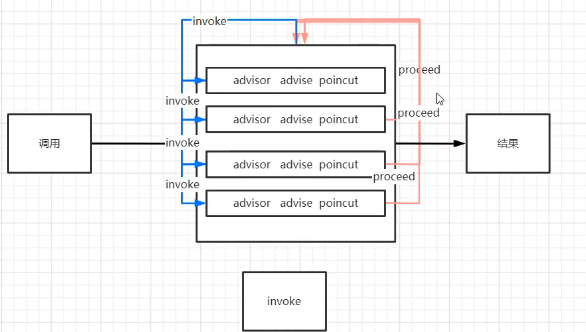 invoke
advisor advise poincut
proceed
invoke
advisor advise poincut
proceed
调用
invoke
结果
advisor advise poincut
proceed
invoke
advisor advise poincut
invoke